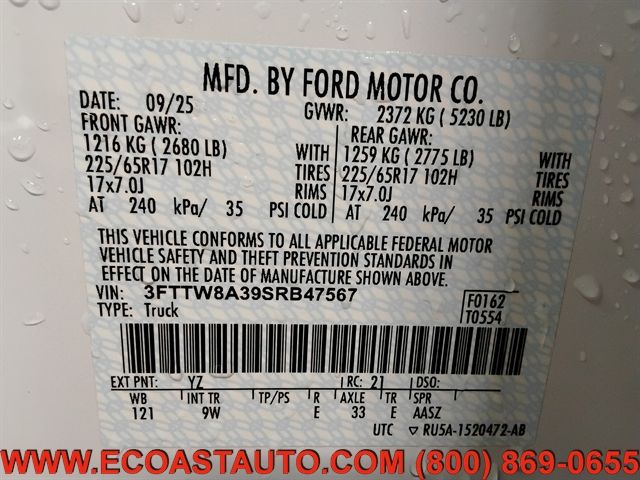 MFD. BY FORD MOTOR CO.
DATE: 09/25 GVWR: 2372 KG ( 5230 LB)
FRONT GAWR: REAR GAWR:
1216 KG ( 2680 LB) WITH 1259 KG ( 2775 LB) WITH
225/65R17 102H TIRES 225/65R17 102H TIRES
17x7.0J RIMS 17x7.0J RIMS
AT 240 kPa/ 35 PSI COLD AT 240 kPa/ 35 PSI COLD
THIS VEHICLE CONFORMS TO ALL APPLICABLE FEDERAL MOTOR
VEHICLE SAFETY AND THEFT PREVENTION STANDARDS IN
EFFECT ON THE DATE OF MANUFACTURE SHOWN ABOVE.
VIN: 3FTTW8A39SRB47567 F0162
TYPE: Truck T0554
EXT PNT: YZ RC: 21 DSO:
WB INT TR TP/PS R AXLE TR SPR
121 9W E 33 E AASZ
UTC ▽ RU5A-1520472-AB
WWW.ECOASTAUTO.COM (800) 869-0655